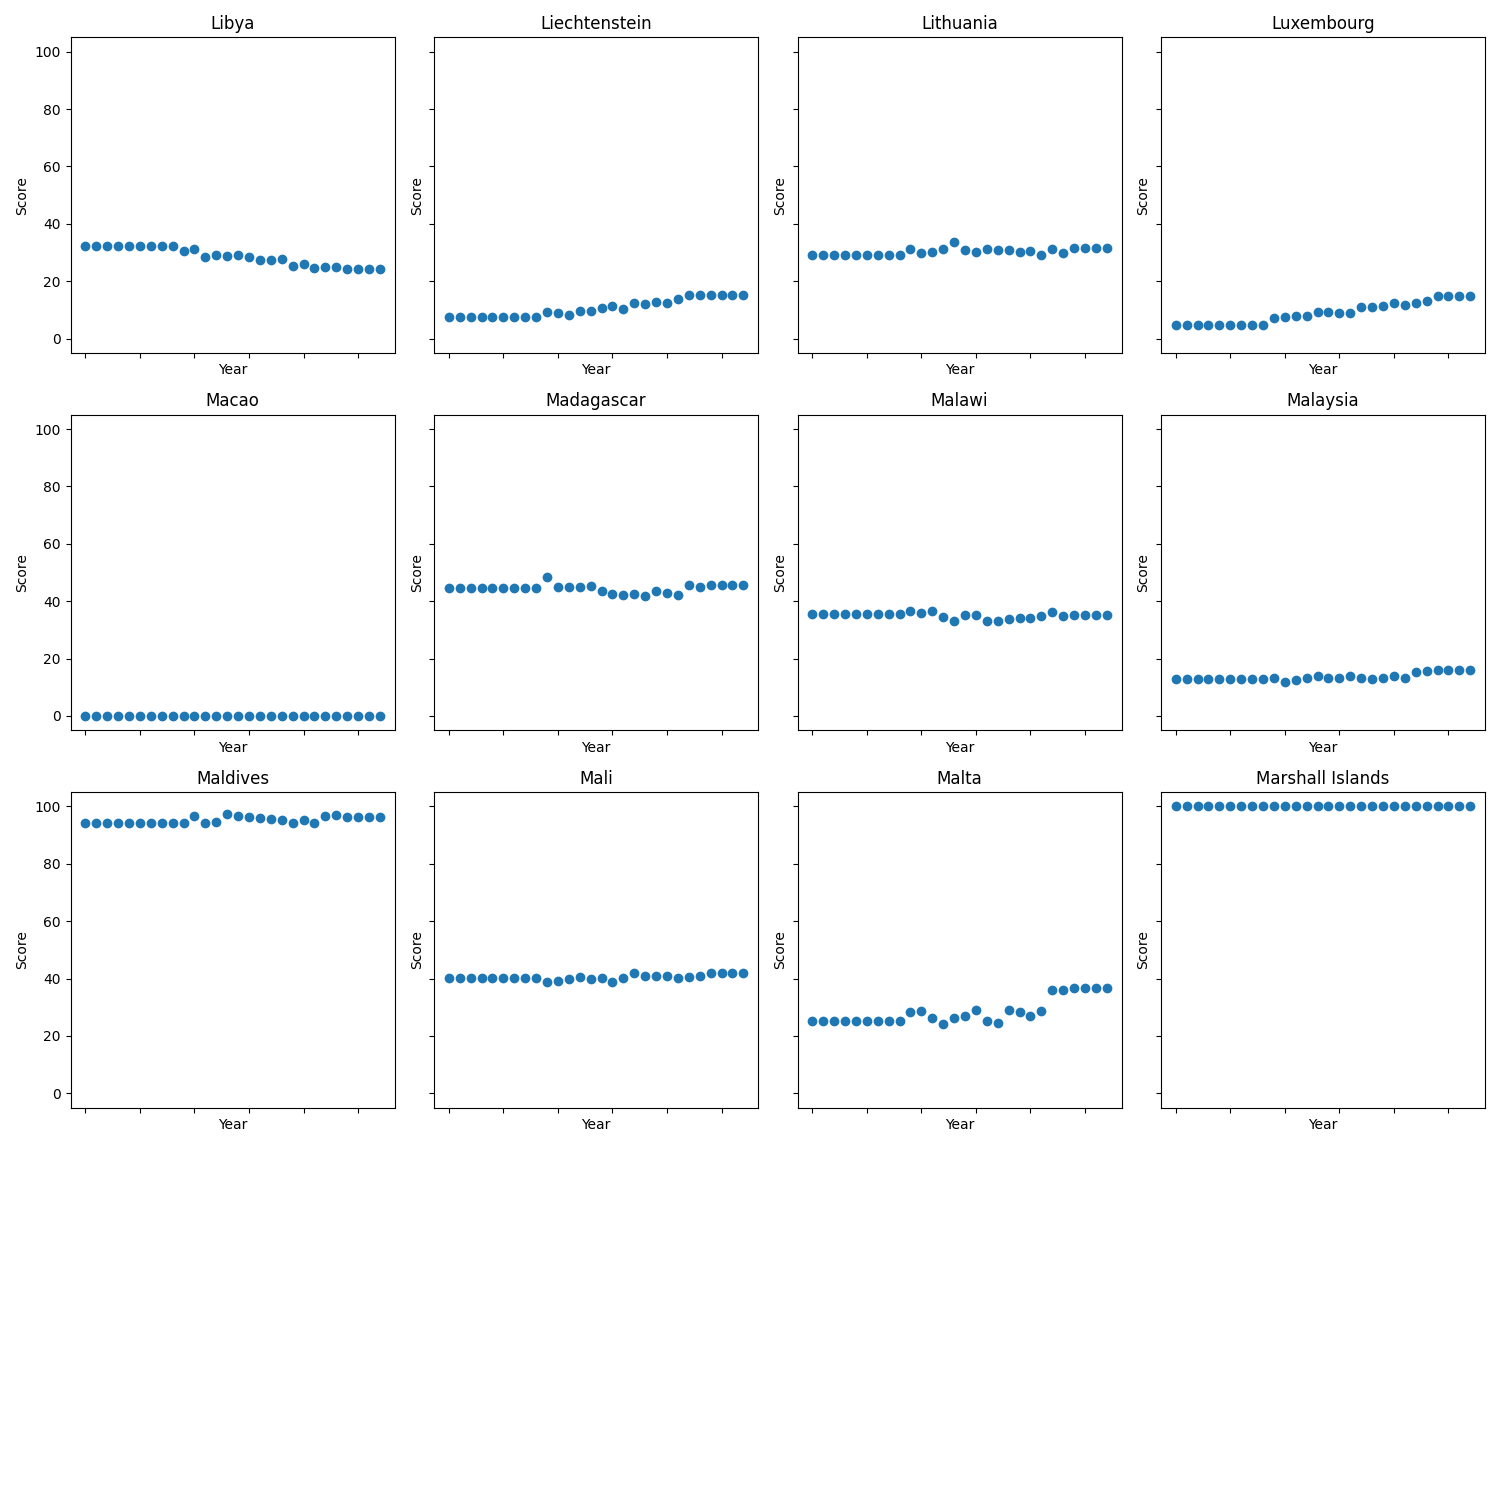 Libya Liechtenstein Lithuania Luxembourg
100
80
60
40
20
0
Score Score Score Score
Year Year Year Year
Macao Madagascar Malawi Malaysia
100
80
60
40
20
0
Score Score Score Score
Year Year Year Year
Maldives Mali Malta Marshall Islands
100
80
60
40
20
0
Score Score Score Score
Year Year Year Year